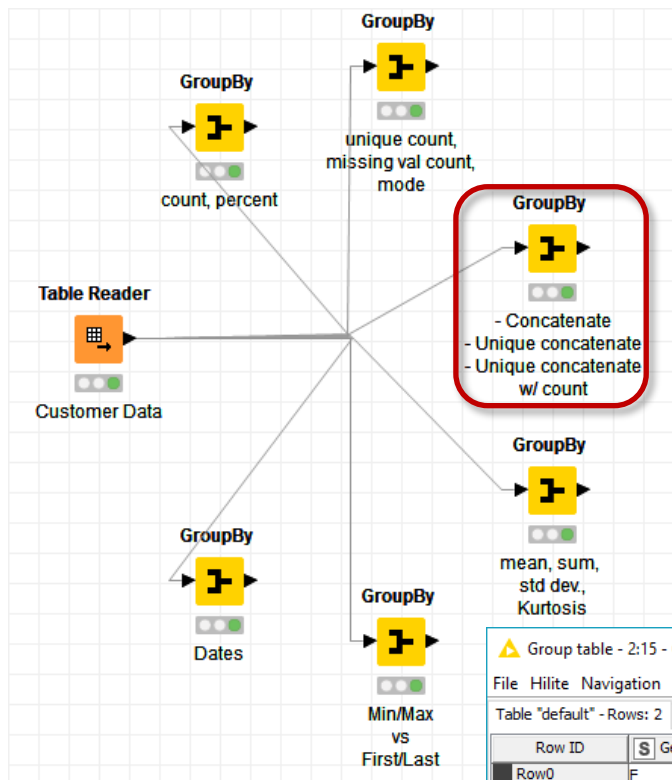 GroupBy
unique count,
missing val count,
mode
GroupBy
count, percent
GroupBy
- Concatenate
- Unique concatenate
- Unique concatenate
w/ count
Table Reader
Customer Data
GroupBy
mean, sum,
std dev.,
Kurtosis
GroupBy
Dates
GroupBy
Min/Max
vs
First/Last
Group table - 2:15 -
File Hilite Navigation
Table "default" - Rows: 2
Row ID S
Row0 F